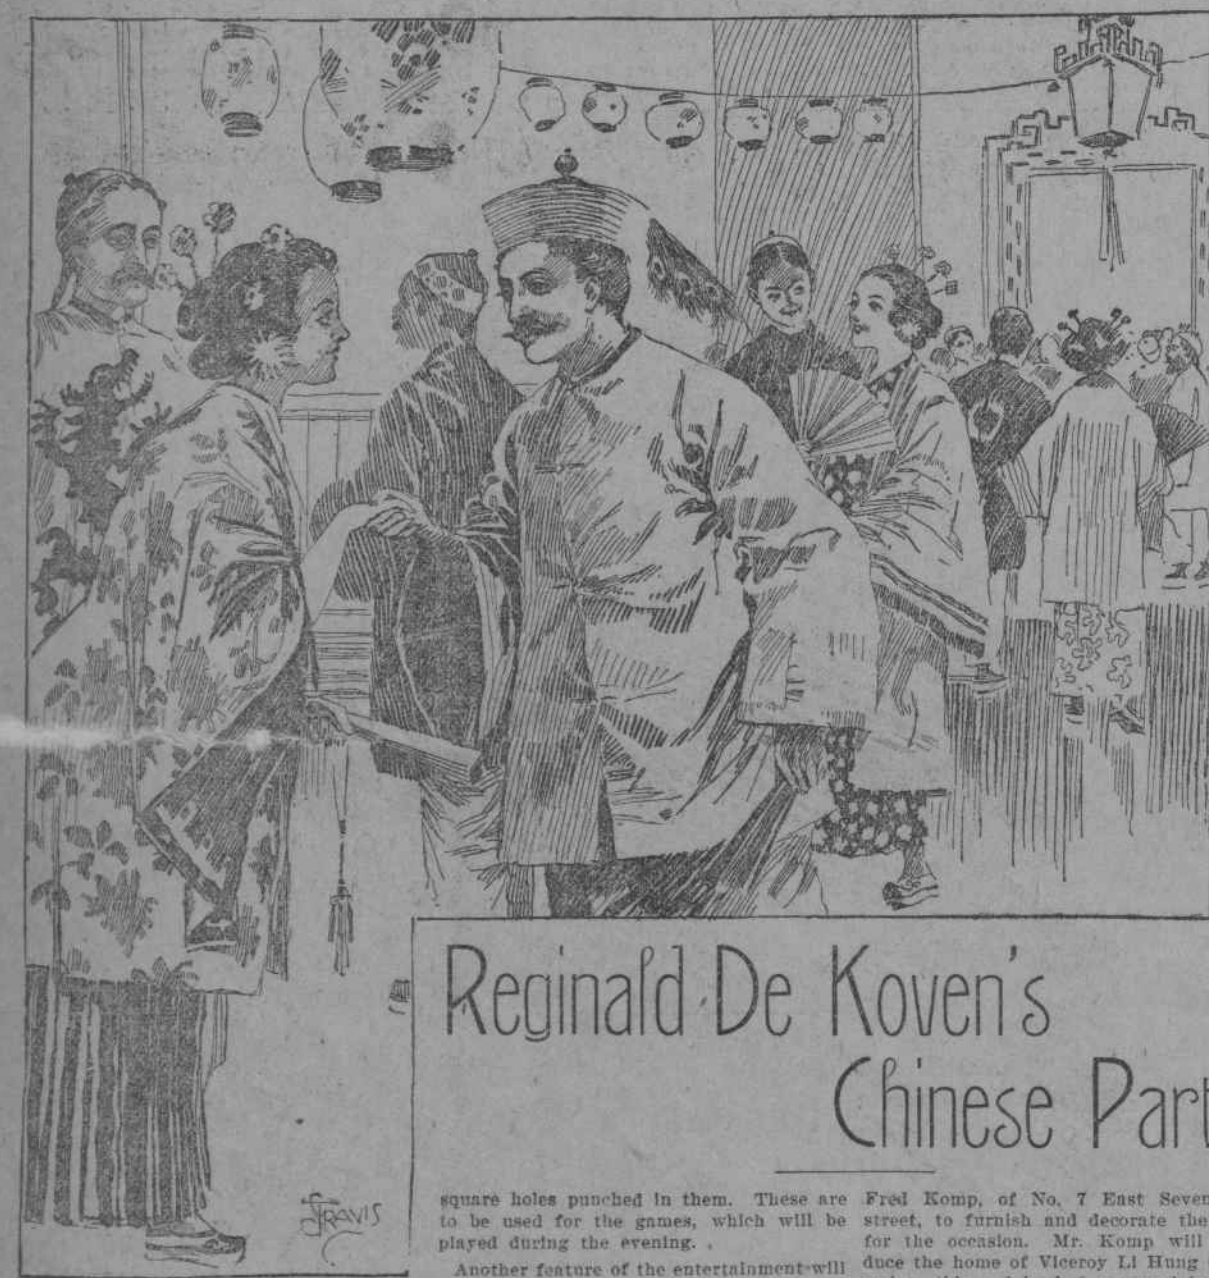 Reginald De Koven's
Chinese Part
TRAVIS
square holes punched in them. These are
to be used for the games, which will be
played during the evening.
Another feature of the entertainment will
Fred Komp, of No. 7 East Seven
street, to furnish and decorate the
for the occasion. Mr. Komp will
duce the home of Viceroy Li Hung